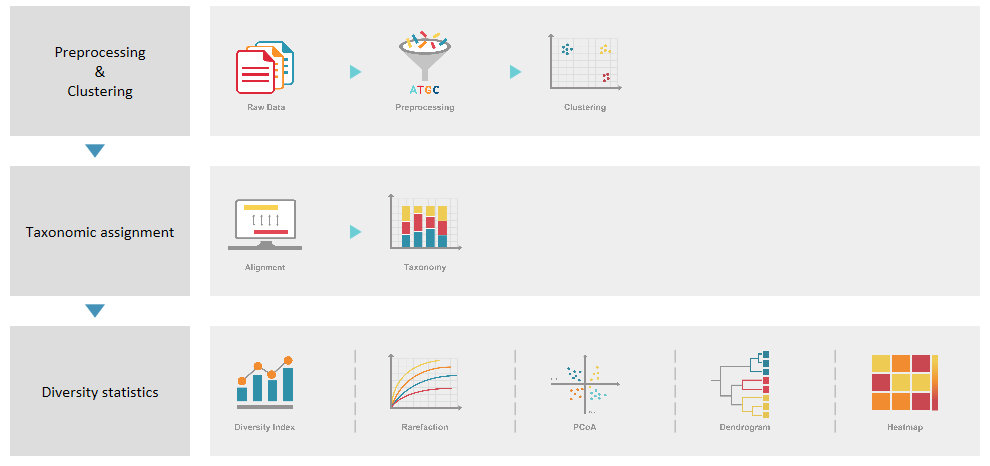 Preprocessing
&
Clustering
ATGC
Raw Data
Preprocessing
Clustering
Taxonomic assignment
Alignment
Taxonomy
Diversity statistics
Diversity Index
Rarefaction
PCoA
Dendrogram
Heatmap